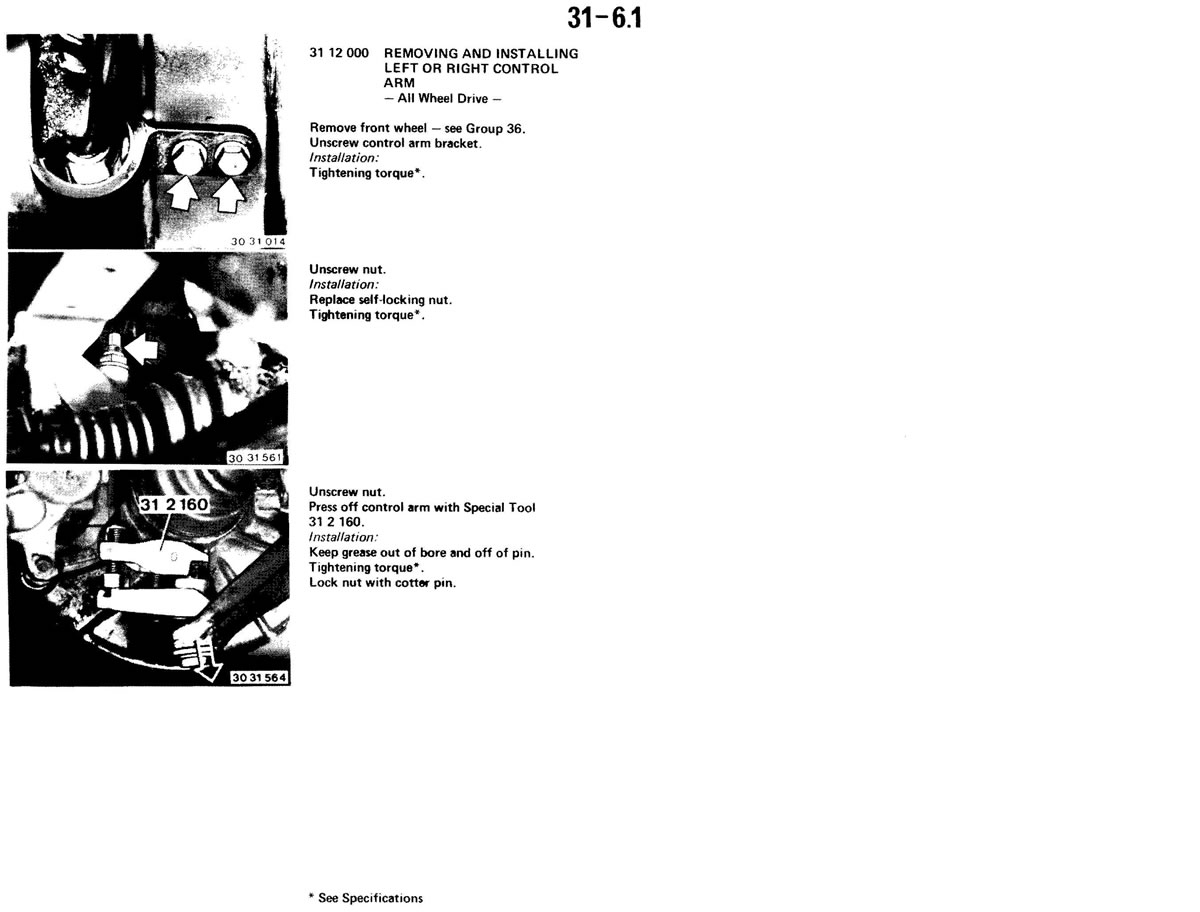 31-6.1
31 12 000 REMOVING AND INSTALLING
LEFT OR RIGHT CONTROL
ARM
— All Wheel Drive —
Remove front wheel — see Group 36.
Unscrew control arm bracket.
Installation:
Tightening torque*.
30 31 014
Unscrew nut.
Installation:
Replace self-locking nut.
Tightening torque*.
30 31 561
31 2 160
Unscrew nut.
Press off control arm with Special Tool
31 2 160.
Installation:
Keep grease out of bore and off of pin.
Tightening torque*.
Lock nut with cotter pin.
30 31 564
* See Specifications